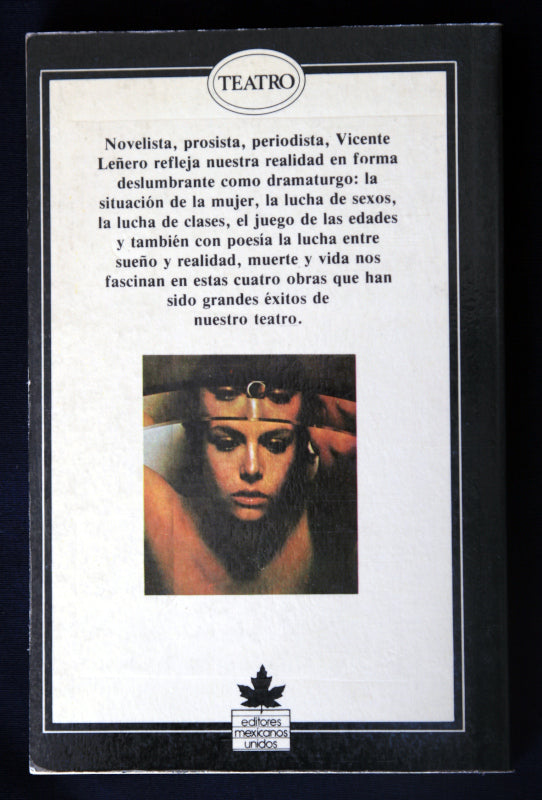 TEATRO
Novelista, prosista, periodista, Vicente
Leñero refleja nuestra realidad en forma
deslumbrante como dramaturgo: la
situación de la mujer, la lucha de sexos,
la lucha de clases, el juego de las edades
y también con poesía la lucha entre
sueño y realidad, muerte y vida nos
fascinan en estas cuatro obras que han
sido grandes éxitos de
nuestro teatro.
editores
mexicanos
unidos